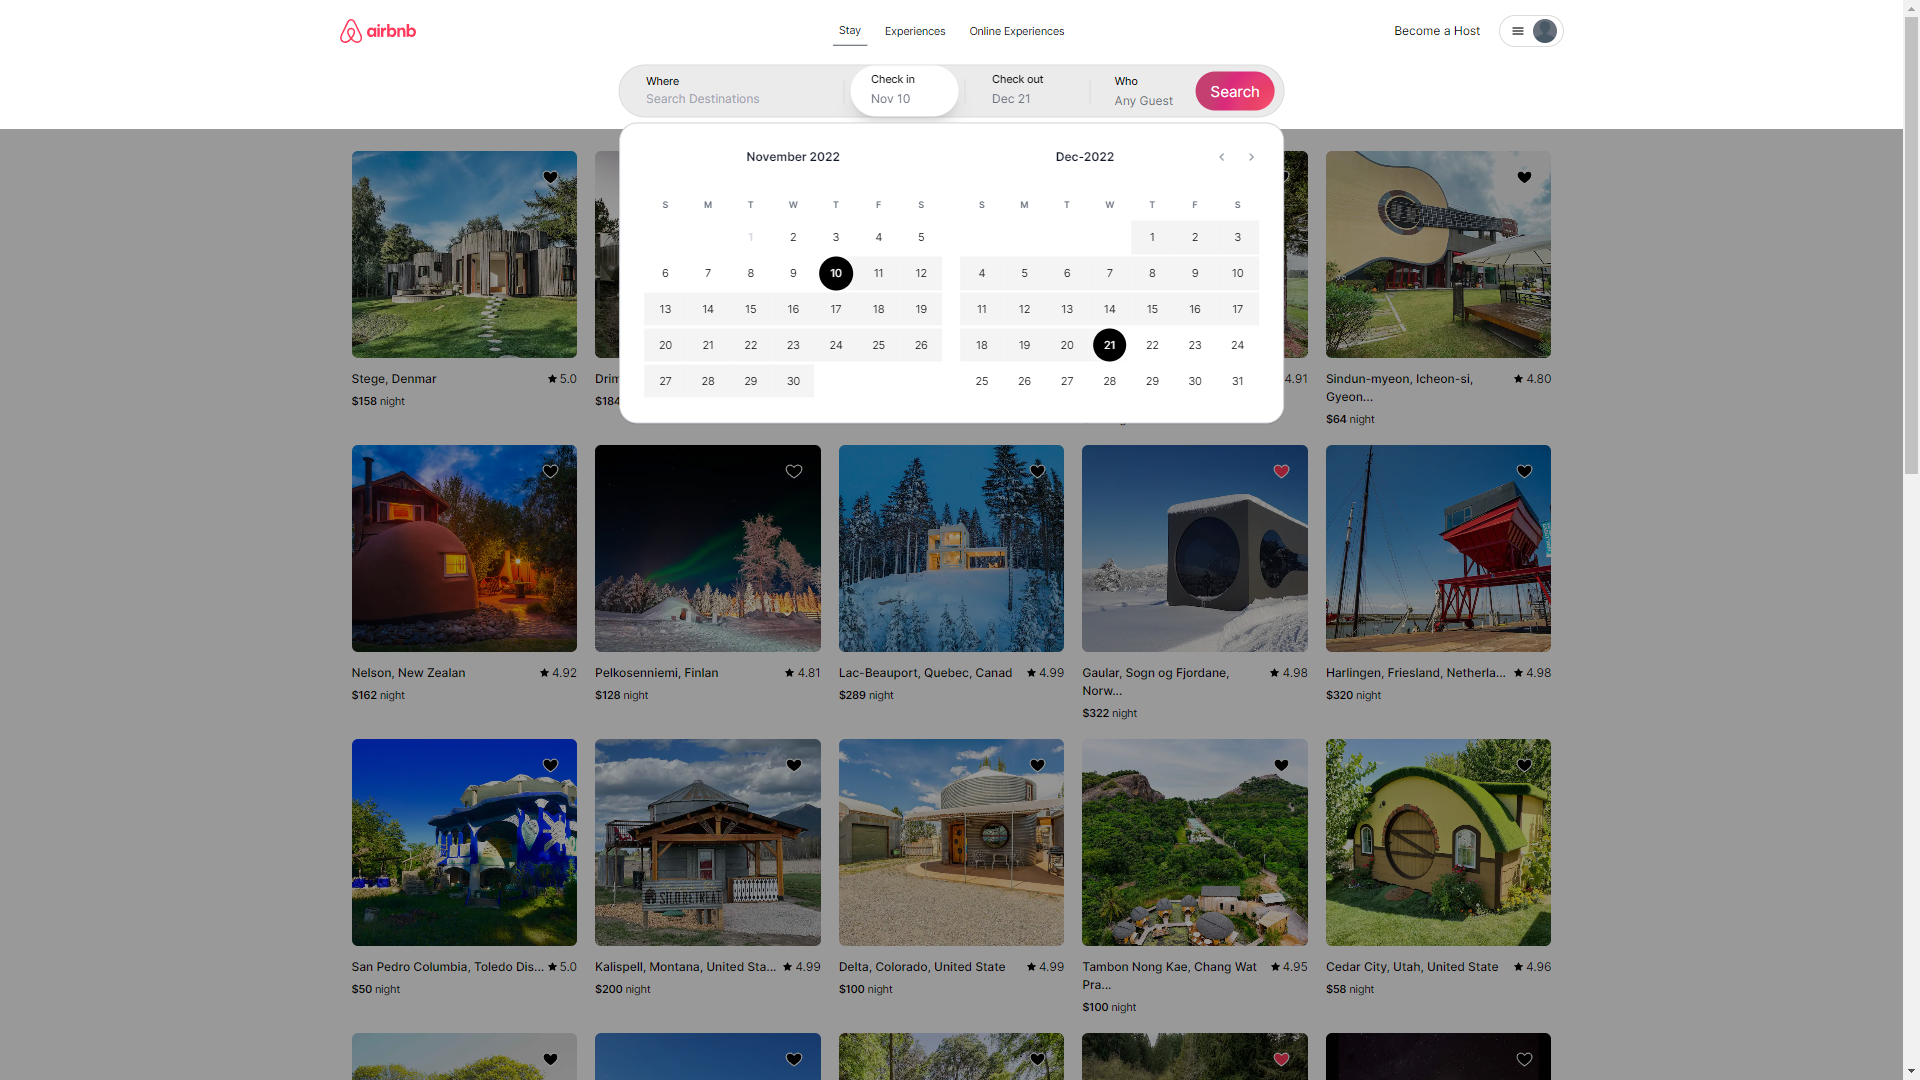 airbnb
Stay
Experiences
Online Experiences
Become a Host
Where
Search Destinations
Check in
Nov 10
Check out
Dec 21
Who
Any Guest
Search
November 2022
S M T W T F S
1 2 3 4 5
6 7 8 9 10 11 12
13 14 15 16 17 18 19
20 21 22 23 24 25 26
27 28 29 30
Dec-2022
S M T W T F S
1 2 3
4 5 6 7 8 9 10
11 12 13 14 15 16 17
18 19 20 21 22 23 24
25 26 27 28 29 30 31
Stege, Denmar 5.0
$158 night
Drim
$184
4.91
Sindun-myeon, Icheon-si, 4.80
Gyeon...
$64 night
Nelson, New Zealan 4.92
$162 night
Pelkosenniemi, Finlan 4.81
$128 night
Lac-Beauport, Quebec, Canad 4.99
$289 night
Gaular, Sogn og Fjordane, 4.98
Norw...
$322 night
Harlingen, Friesland, Netherla... 4.98
$320 night
SILO RETREAT
San Pedro Columbia, Toledo Dis... 5.0
$50 night
Kalispell, Montana, United Sta... 4.99
$200 night
Delta, Colorado, United State 4.99
$100 night
Tambon Nong Kae, Chang Wat 4.95
Pra...
$100 night
Cedar City, Utah, United State 4.96
$58 night